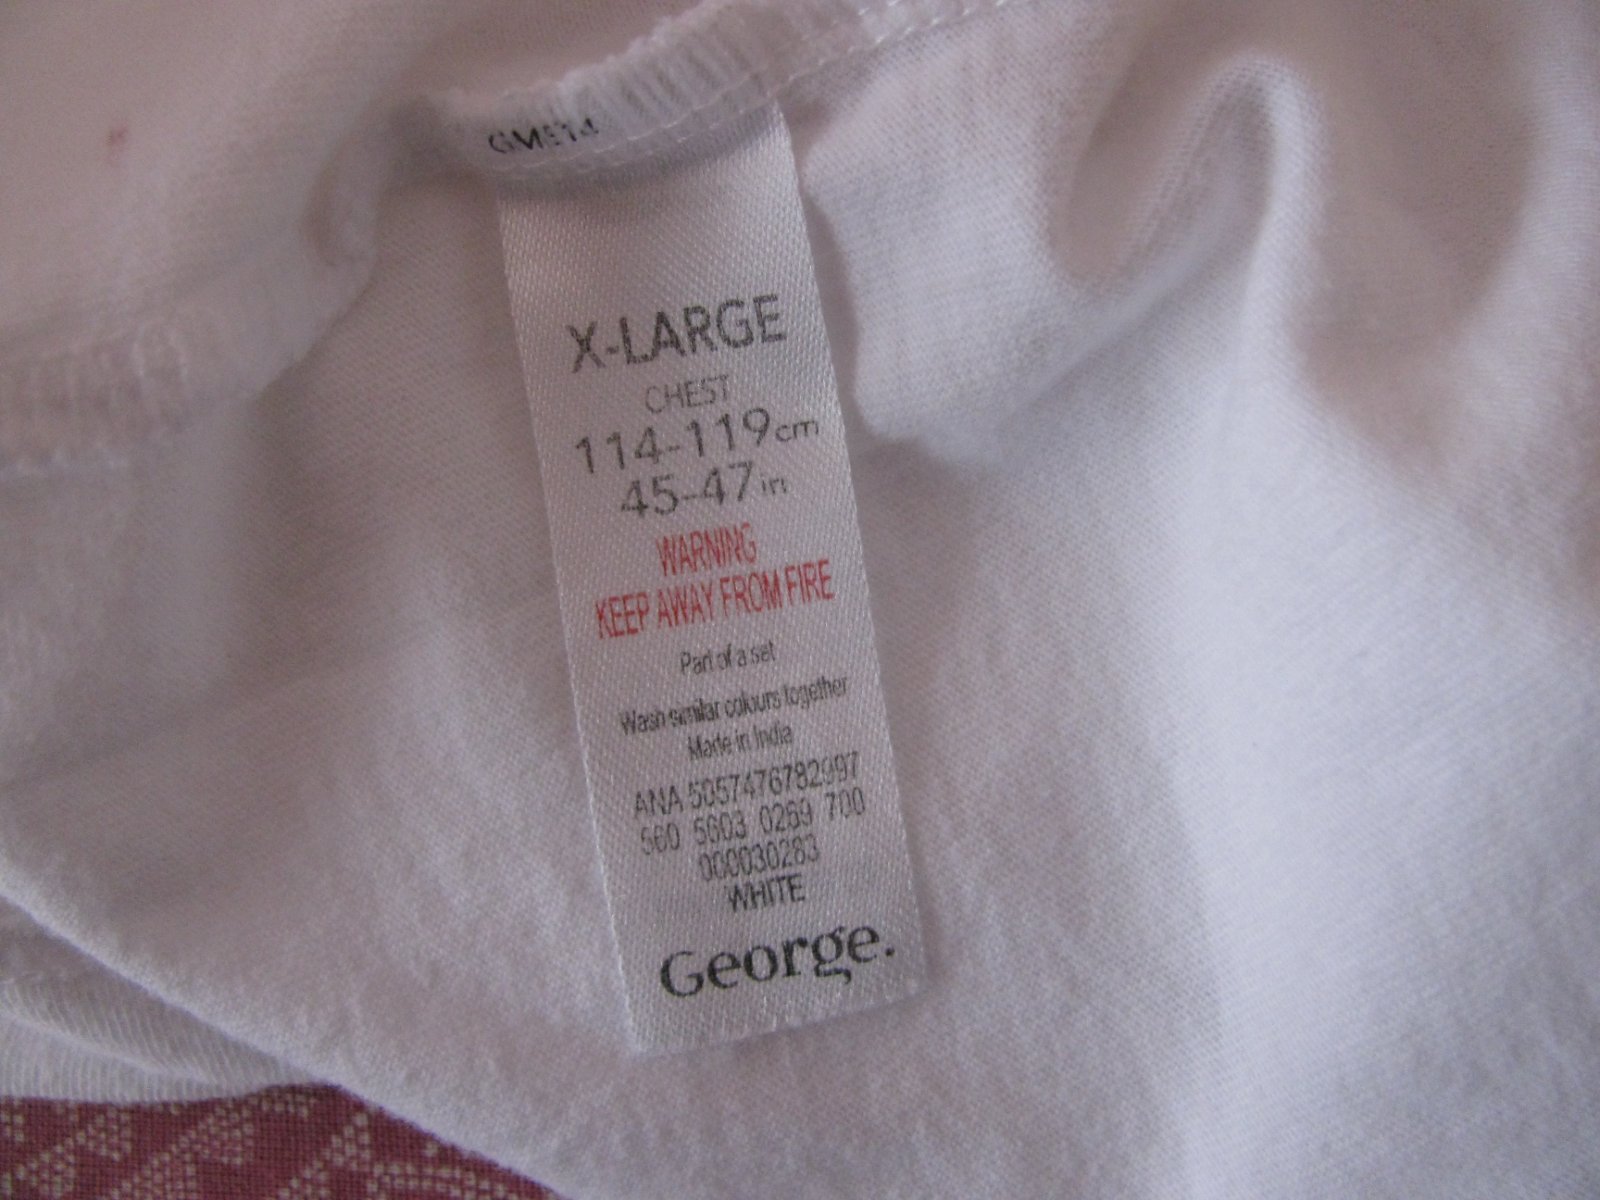 GME14
X-LARGE
CHEST
114-119cm
45-47in
WARNING
KEEP AWAY FROM FIRE
Part of a set
Wash similar colours together
Made in India
ANA 5057476782997
560 5603 0269 700
000030283
WHITE
George.